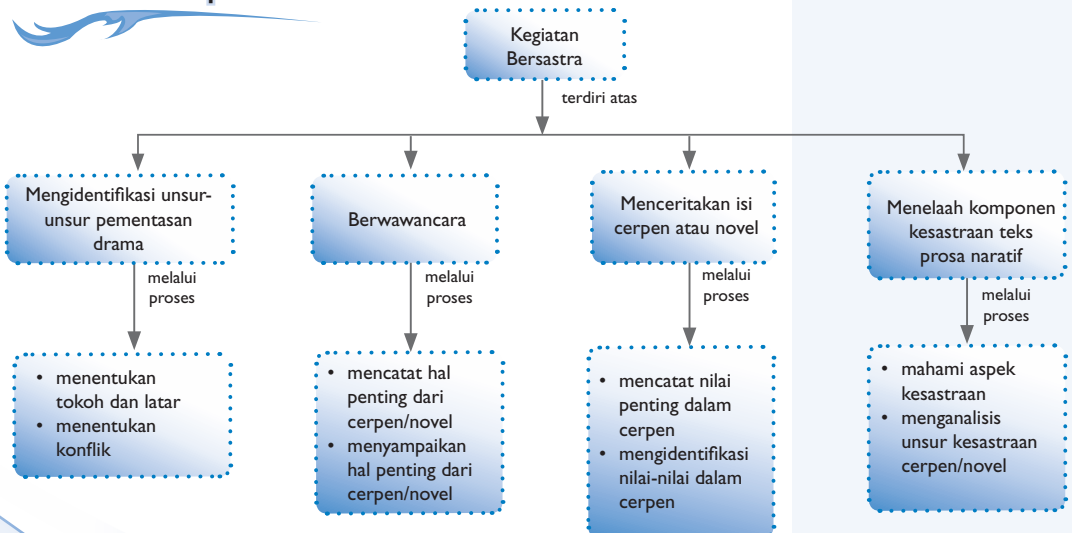 Kegiatan
Bersastra
terdiri atas
Mengidentifikasi unsur-
unsur pementasan
drama
melalui
proses
• menentukan
tokoh dan latar
• menentukan
konflik
Berwawancara
melalui
proses
• mencatat hal
penting dari
cerpen/novel
• menyampaikan
hal penting dari
cerpen/novel
Menceritakan isi
cerpen atau novel
melalui
proses
• mencatat nilai
penting dalam
cerpen
• mengidentifikasi
nilai-nilai dalam
cerpen
Menelaah komponen
kesastraan teks
prosa naratif
melalui
proses
• mahami aspek
kesastraan
• menganalisis
unsur kesastraan
cerpen/novel